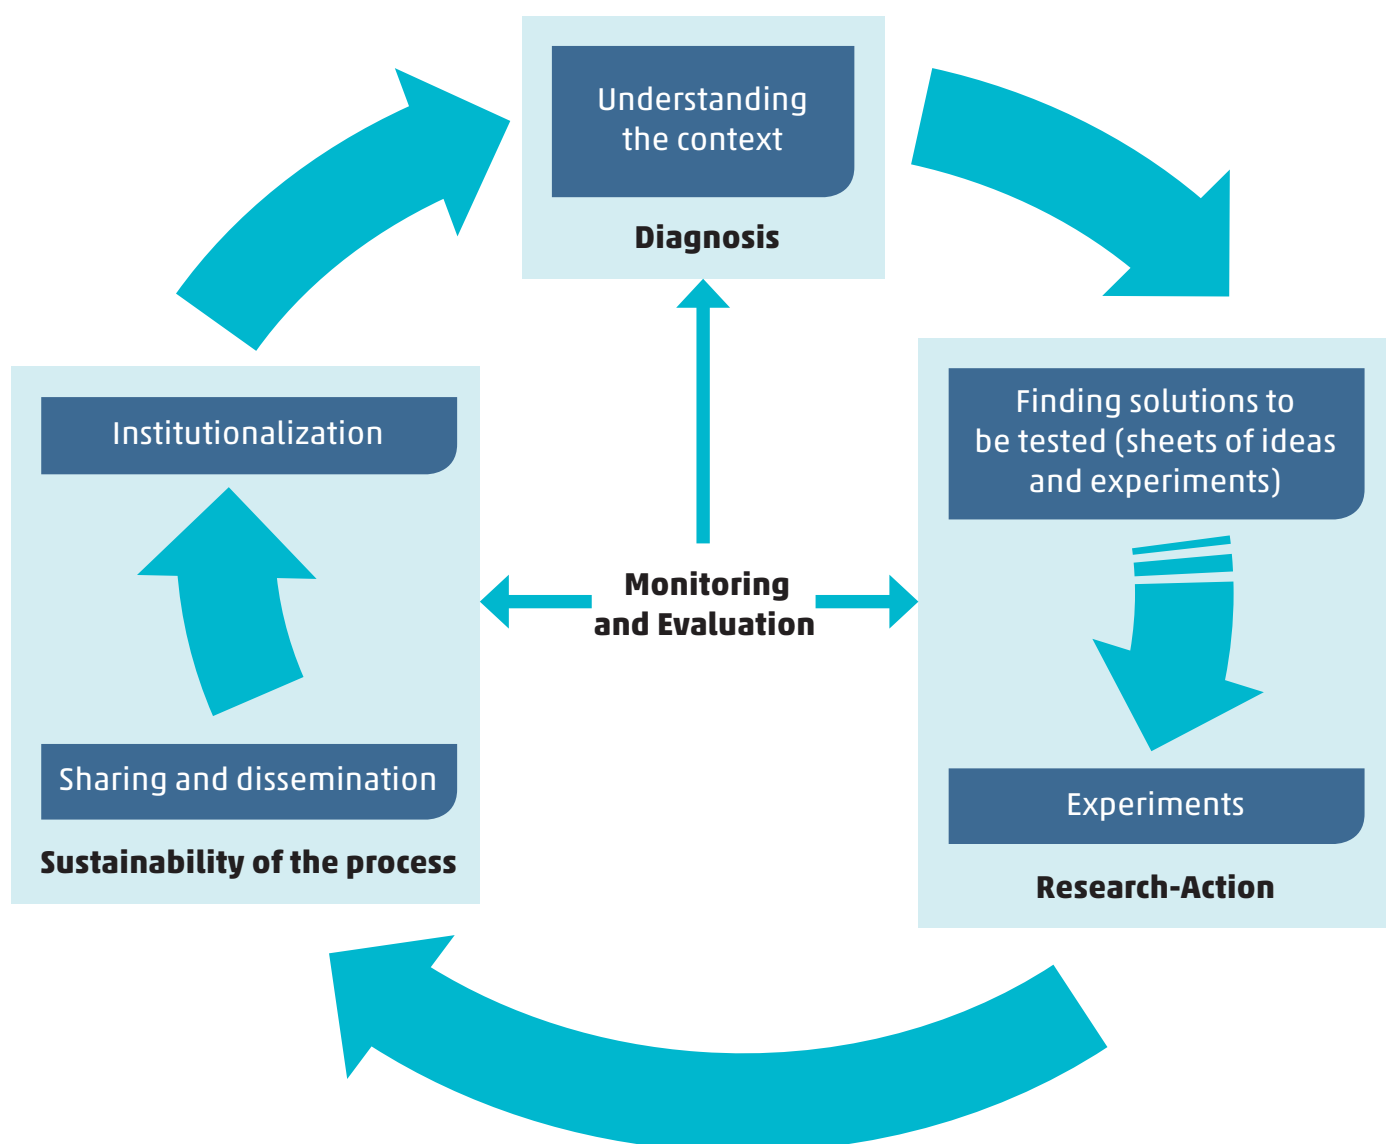 Understanding
the context
Diagnosis
Finding solutions to
be tested (sheets of ideas
and experiments)
Experiments
Research-Action
Institutionalization
Sharing and dissemination
Sustainability of the process
Monitoring
and Evaluation